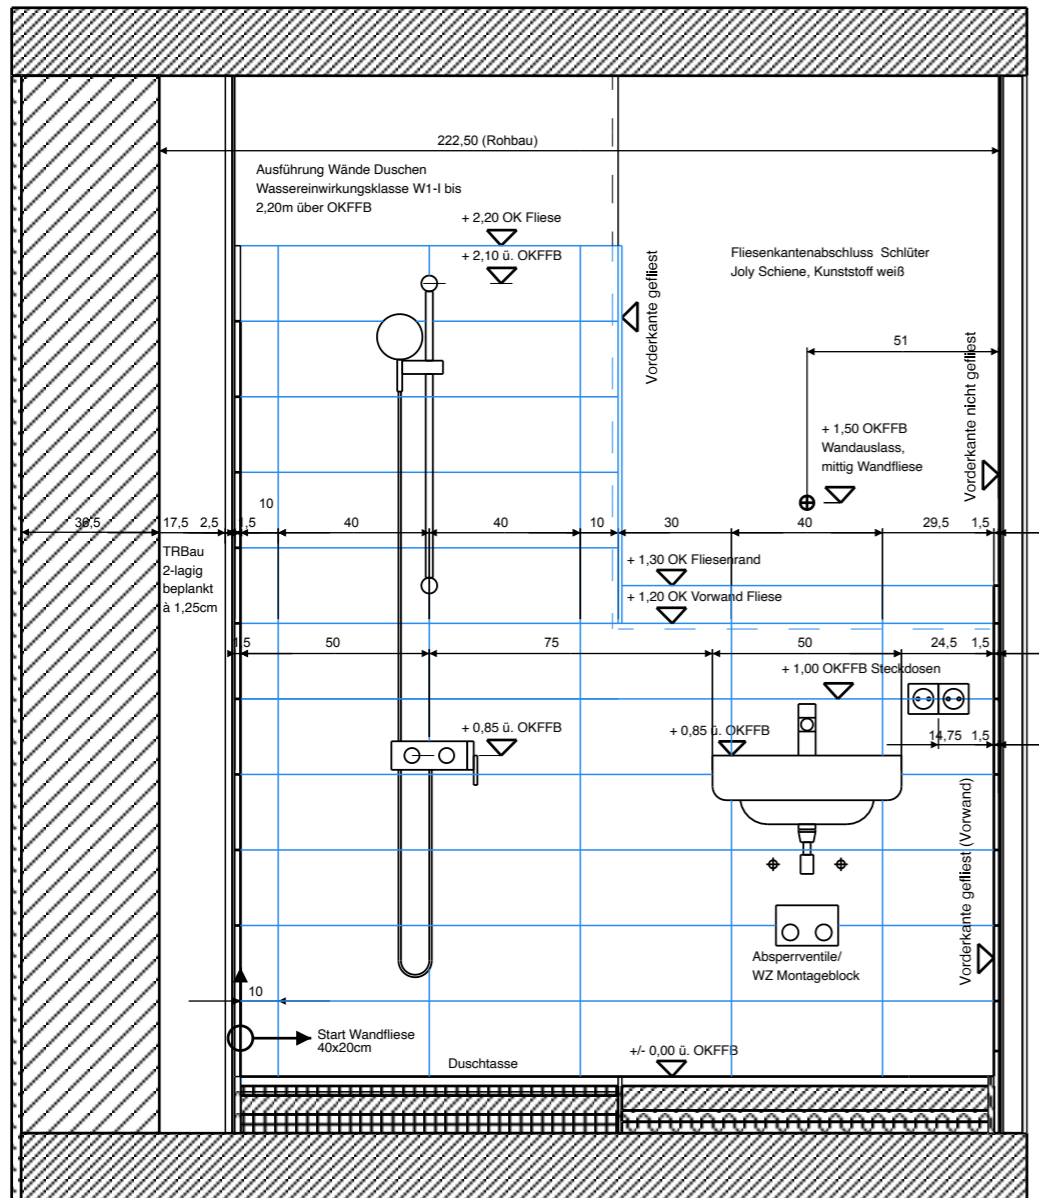 222,50 (Rohbau)
Ausführung Wände Duschen
Wassereinwirkungsklasse W1-I bis
2,20m über OKFFB
+ 2,20 OK Fliese
+ 2,10 ü. OKFFB
Vorderkante gefliest
Fliesenkantenabschluss Schlüter
Joly Schiene, Kunststoff weiß
51
Vorderkante nicht gefliest
+ 1,50 OKFFB
Wandauslass,
mittig Wandfliese
10
36,5 17,5 2,5 1,5 40 40 10 30 40 29,5 1,5
TRBau
2-lagig
beplankt
à 1,25cm
+ 1,30 OK Fliesenrand
+ 1,20 OK Vorwand Fliese
1,5 50 75 50 24,5 1,5
+ 1,00 OKFFB Steckdosen
+ 0,85 ü. OKFFB
+ 0,85 ü. OKFFB
14,75 1,5
Vorderkante gefliest (Vorwand)
Absperrventile/
WZ Montageblock
10
Start Wandfliese
40x20cm
Duschtasse
+/- 0,00 ü. OKFFB